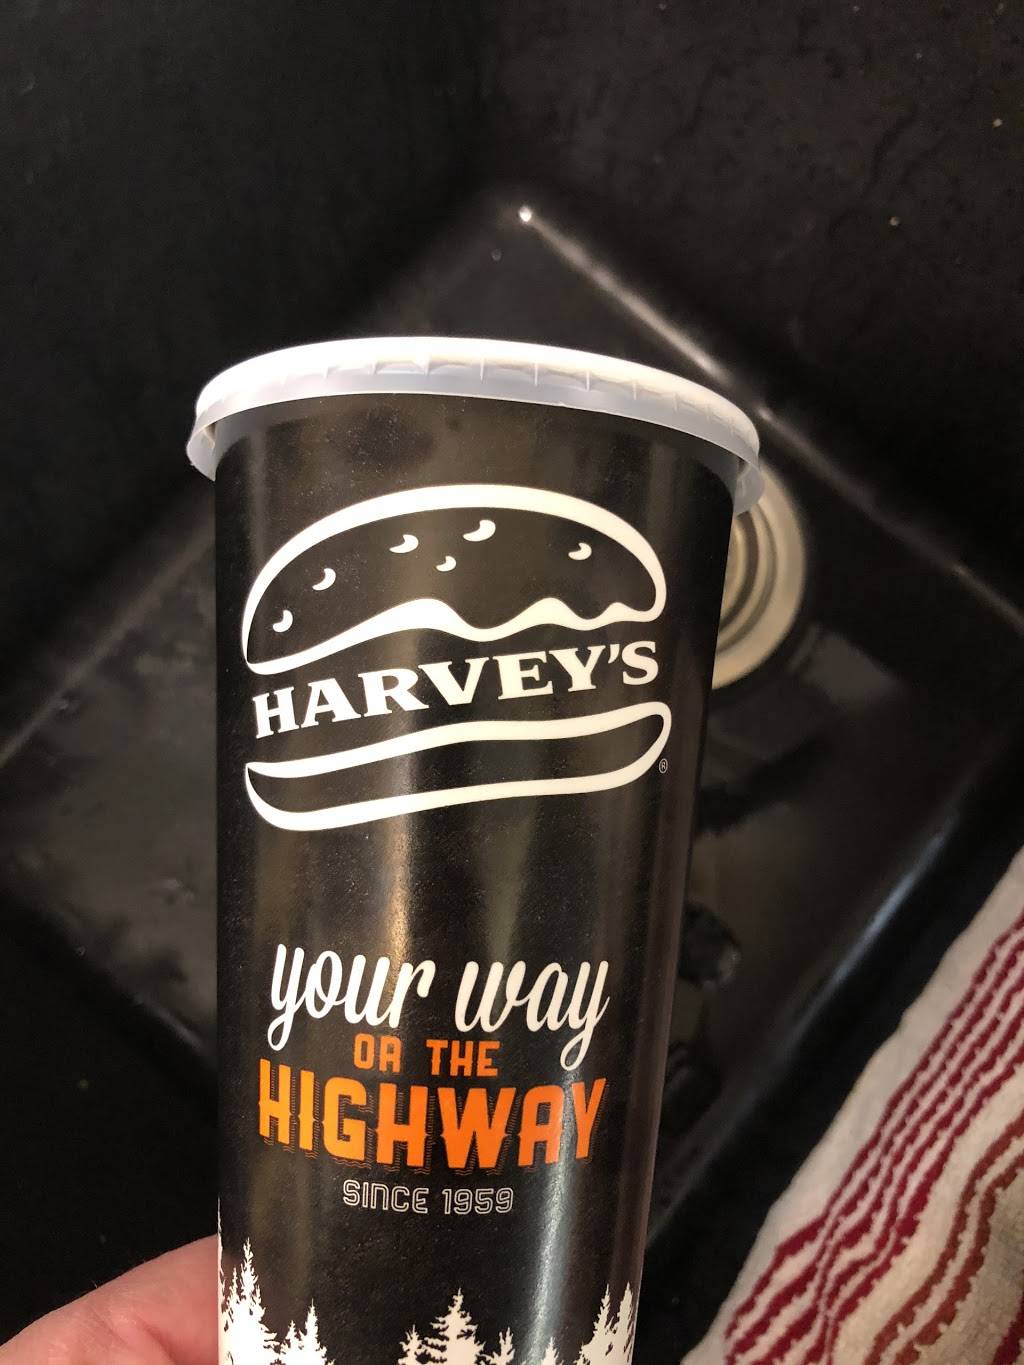 HARVEY'S
®
your way
OR THE
HIGHWAY
SINCE 1959